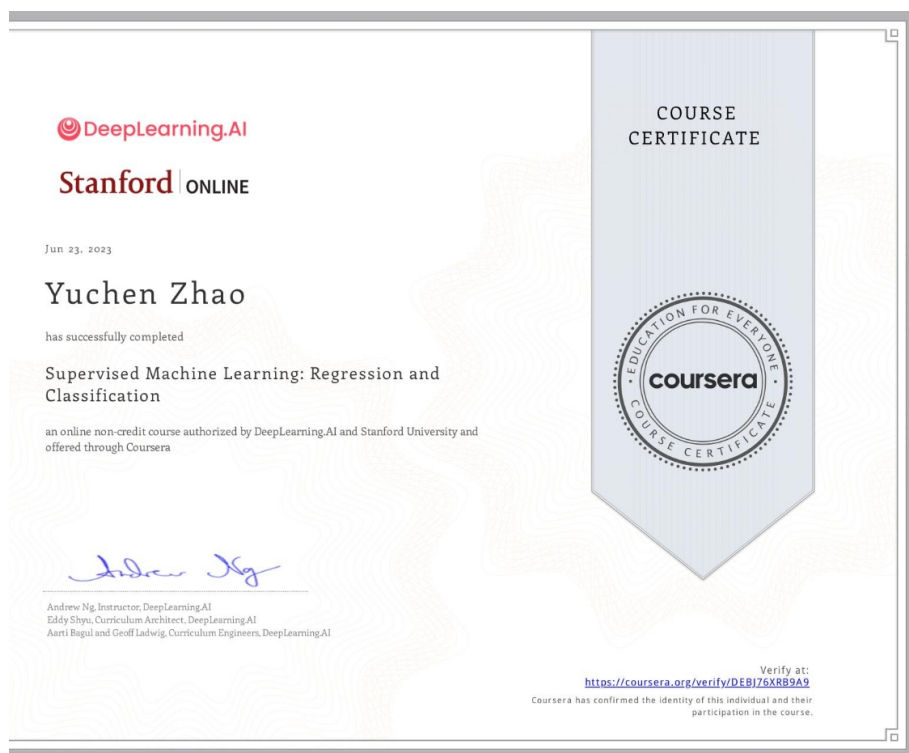 DeepLearning.AI
Stanford ONLINE
Jun 23, 2023
Yuchen Zhao
has successfully completed
Supervised Machine Learning: Regression and
Classification
an online non-credit course authorized by DeepLearning.AI and Stanford University and
offered through Coursera
Andrew Ng
Andrew Ng, Instructor, DeepLearning.AI
Eddy Shyu, Curriculum Architect, DeepLearning.AI
Aarti Bagul and Geoff Ladwig, Curriculum Engineers, DeepLearning.AI
COURSE
CERTIFICATE
EDUCATION FOR EVERYONE
coursera
COURSE CERTIFICATE
Verify at:
https://coursera.org/verify/DEBJ76XRB9A9
Coursera has confirmed the identity of this individual and their
participation in the course.